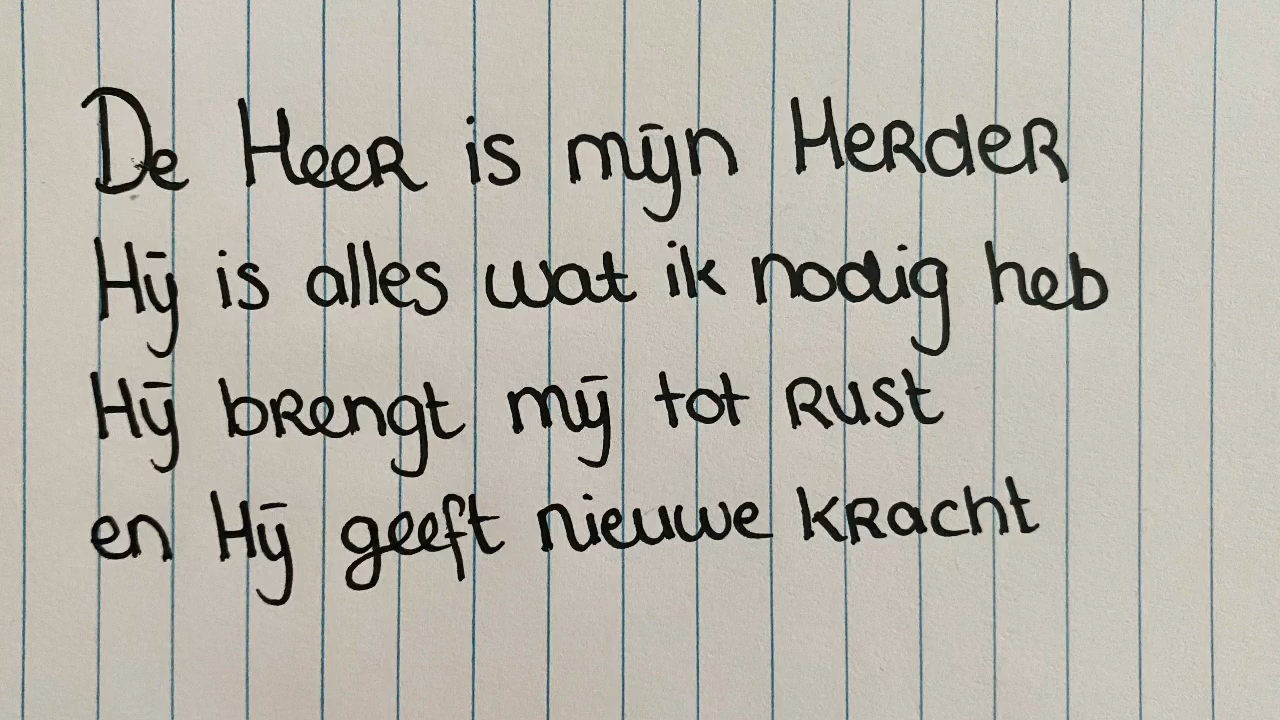 De Heer is mijn Herder
Hij is alles wat ik nodig heb
Hij brengt mij tot rust
en Hij geeft nieuwe kracht